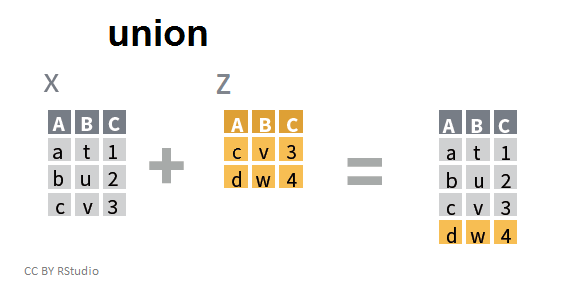 union
x z
A B C A B C A B C
a t 1 c v 3 a t 1
b u 2 + d w 4 = b u 2
c v 3 c v 3
d w 4
CC BY RStudio